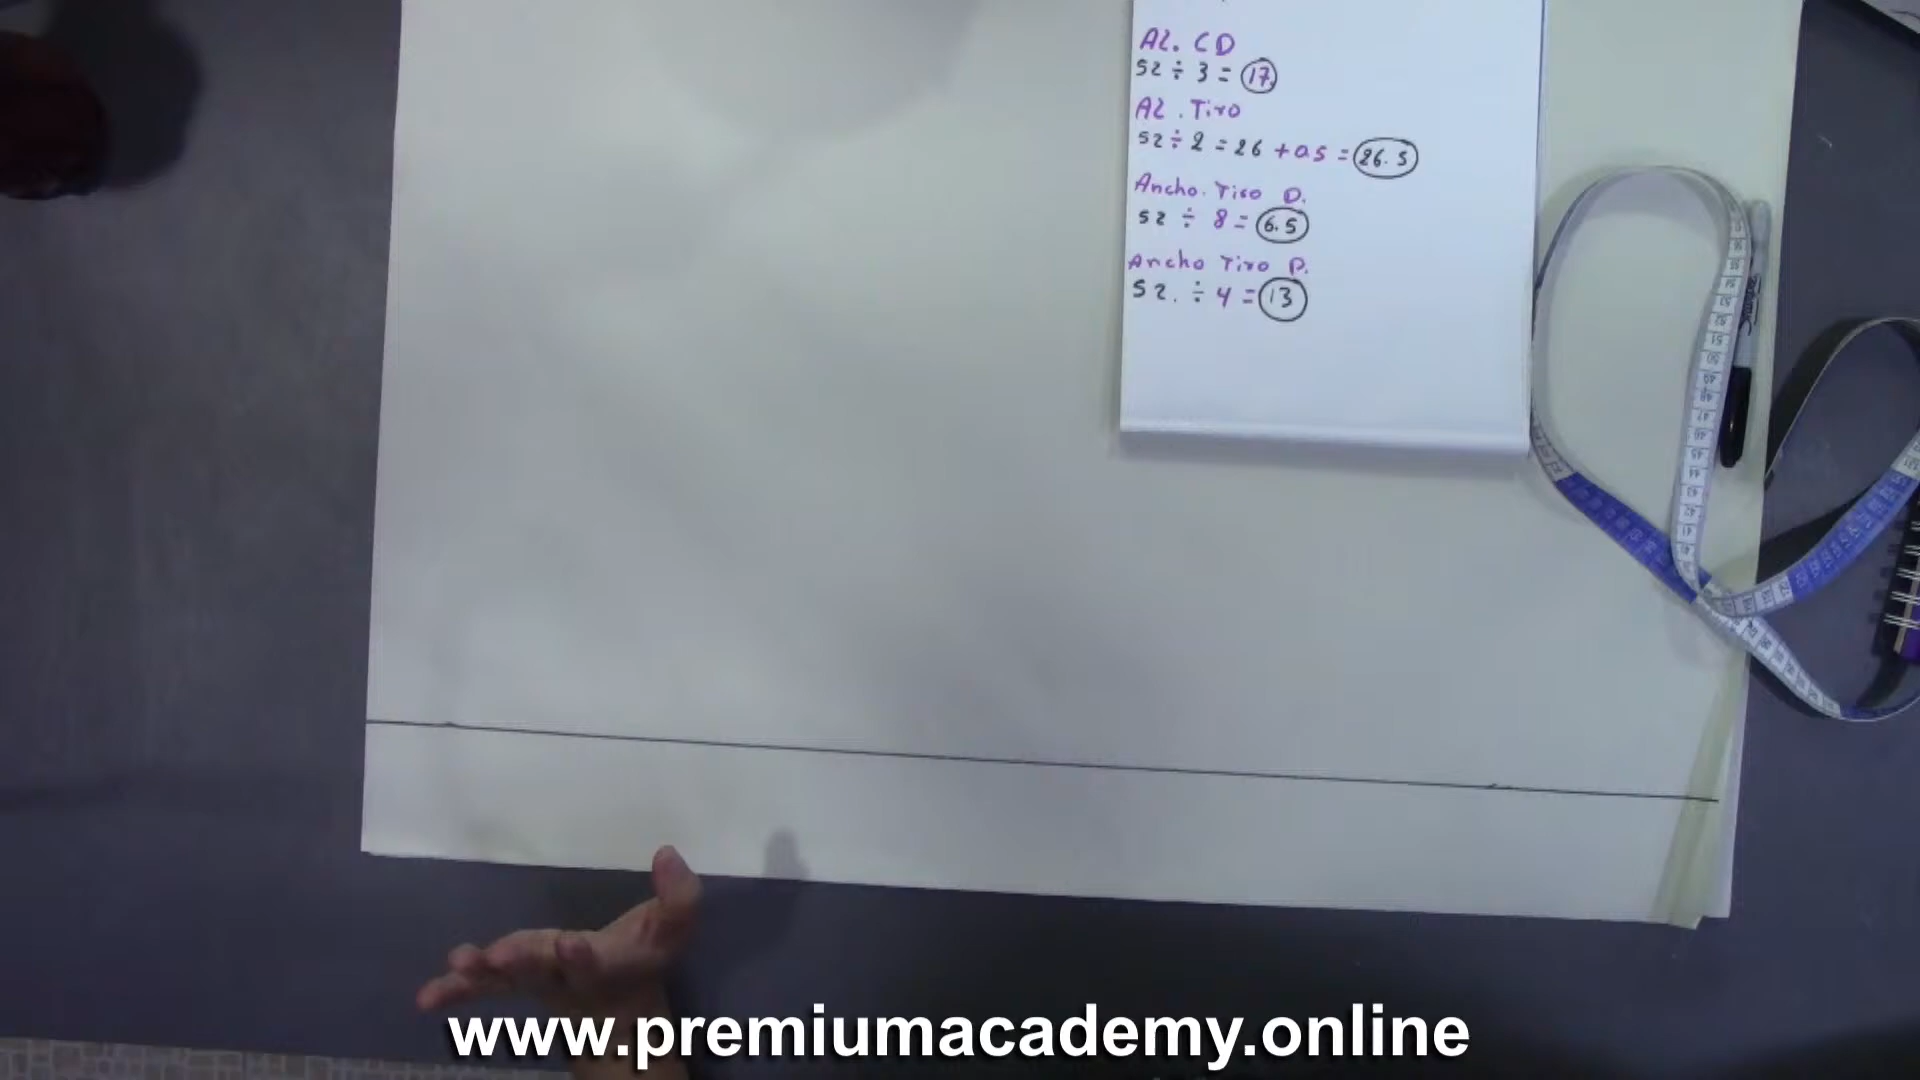 Al. CD
52 ÷ 3 = 17
Al. Tiro
52 ÷ 2 = 26 + 0.5 = 26.5
Ancho. Tiro D.
52 ÷ 8 = 6.5
Ancho Tiro P.
52. ÷ 4 = 13
www.premiumacademy.online